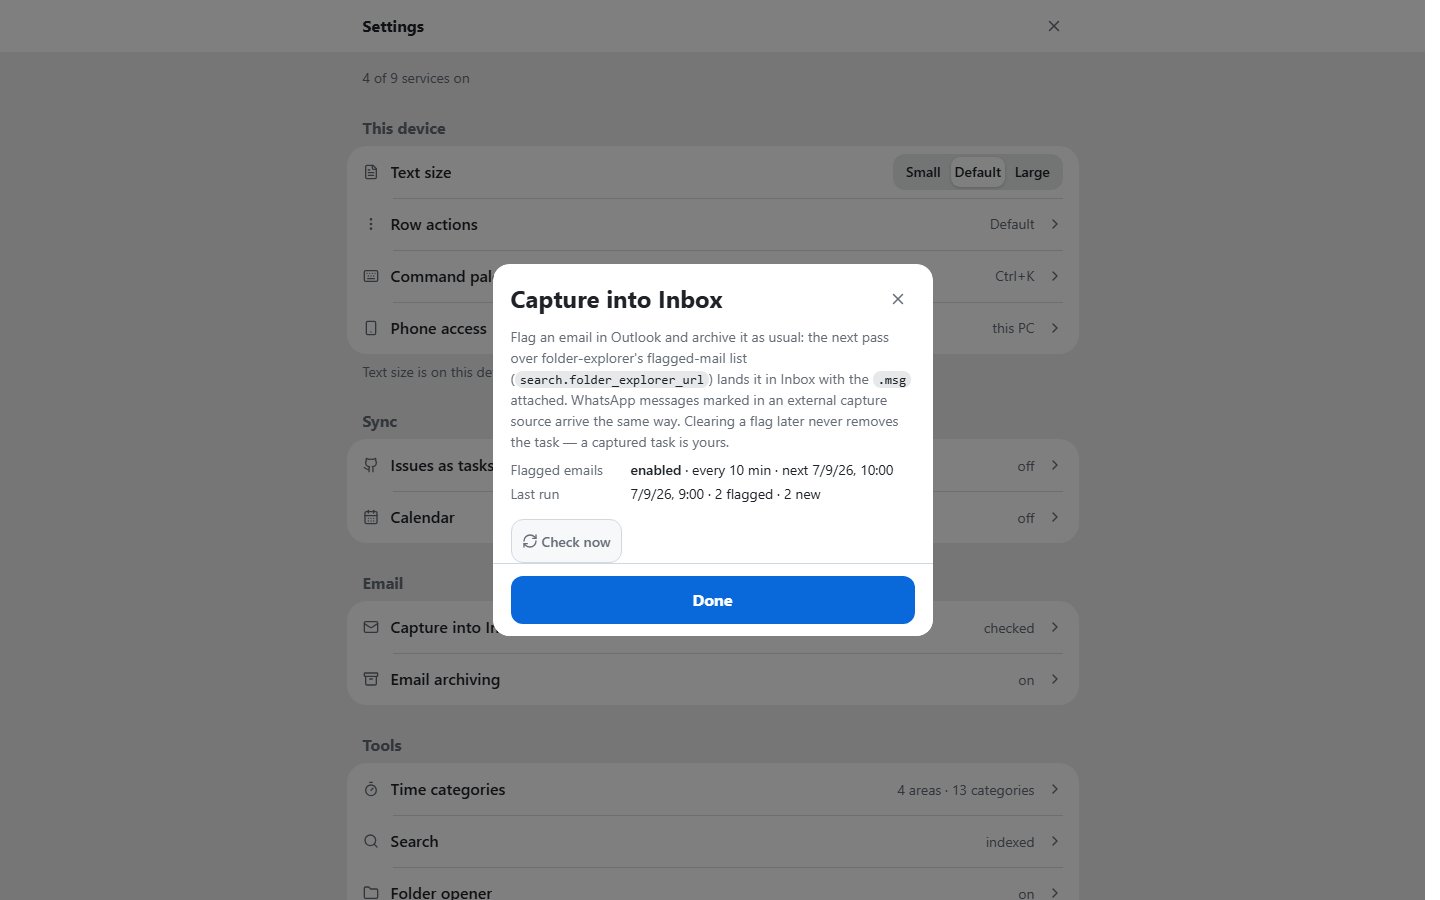 Settings
4 of 9 services on
This device
Text size
Small Default Large
Row actions
Default
Command pal
Ctrl+K
Phone access
this PC
Text size is on this de
Sync
Issues as tasks
off
Calendar
off
Email
Capture into In
checked
Email archiving
on
Tools
Time categories
4 areas · 13 categories
Search
indexed
Folder opener
on
Capture into Inbox
Flag an email in Outlook and archive it as usual: the next pass
over folder-explorer's flagged-mail list
(search.folder_explorer_url) lands it in Inbox with the .msg
attached. WhatsApp messages marked in an external capture
source arrive the same way. Clearing a flag later never removes
the task — a captured task is yours.
Flagged emails enabled · every 10 min · next 7/9/26, 10:00
Last run 7/9/26, 9:00 · 2 flagged · 2 new
Check now
Done